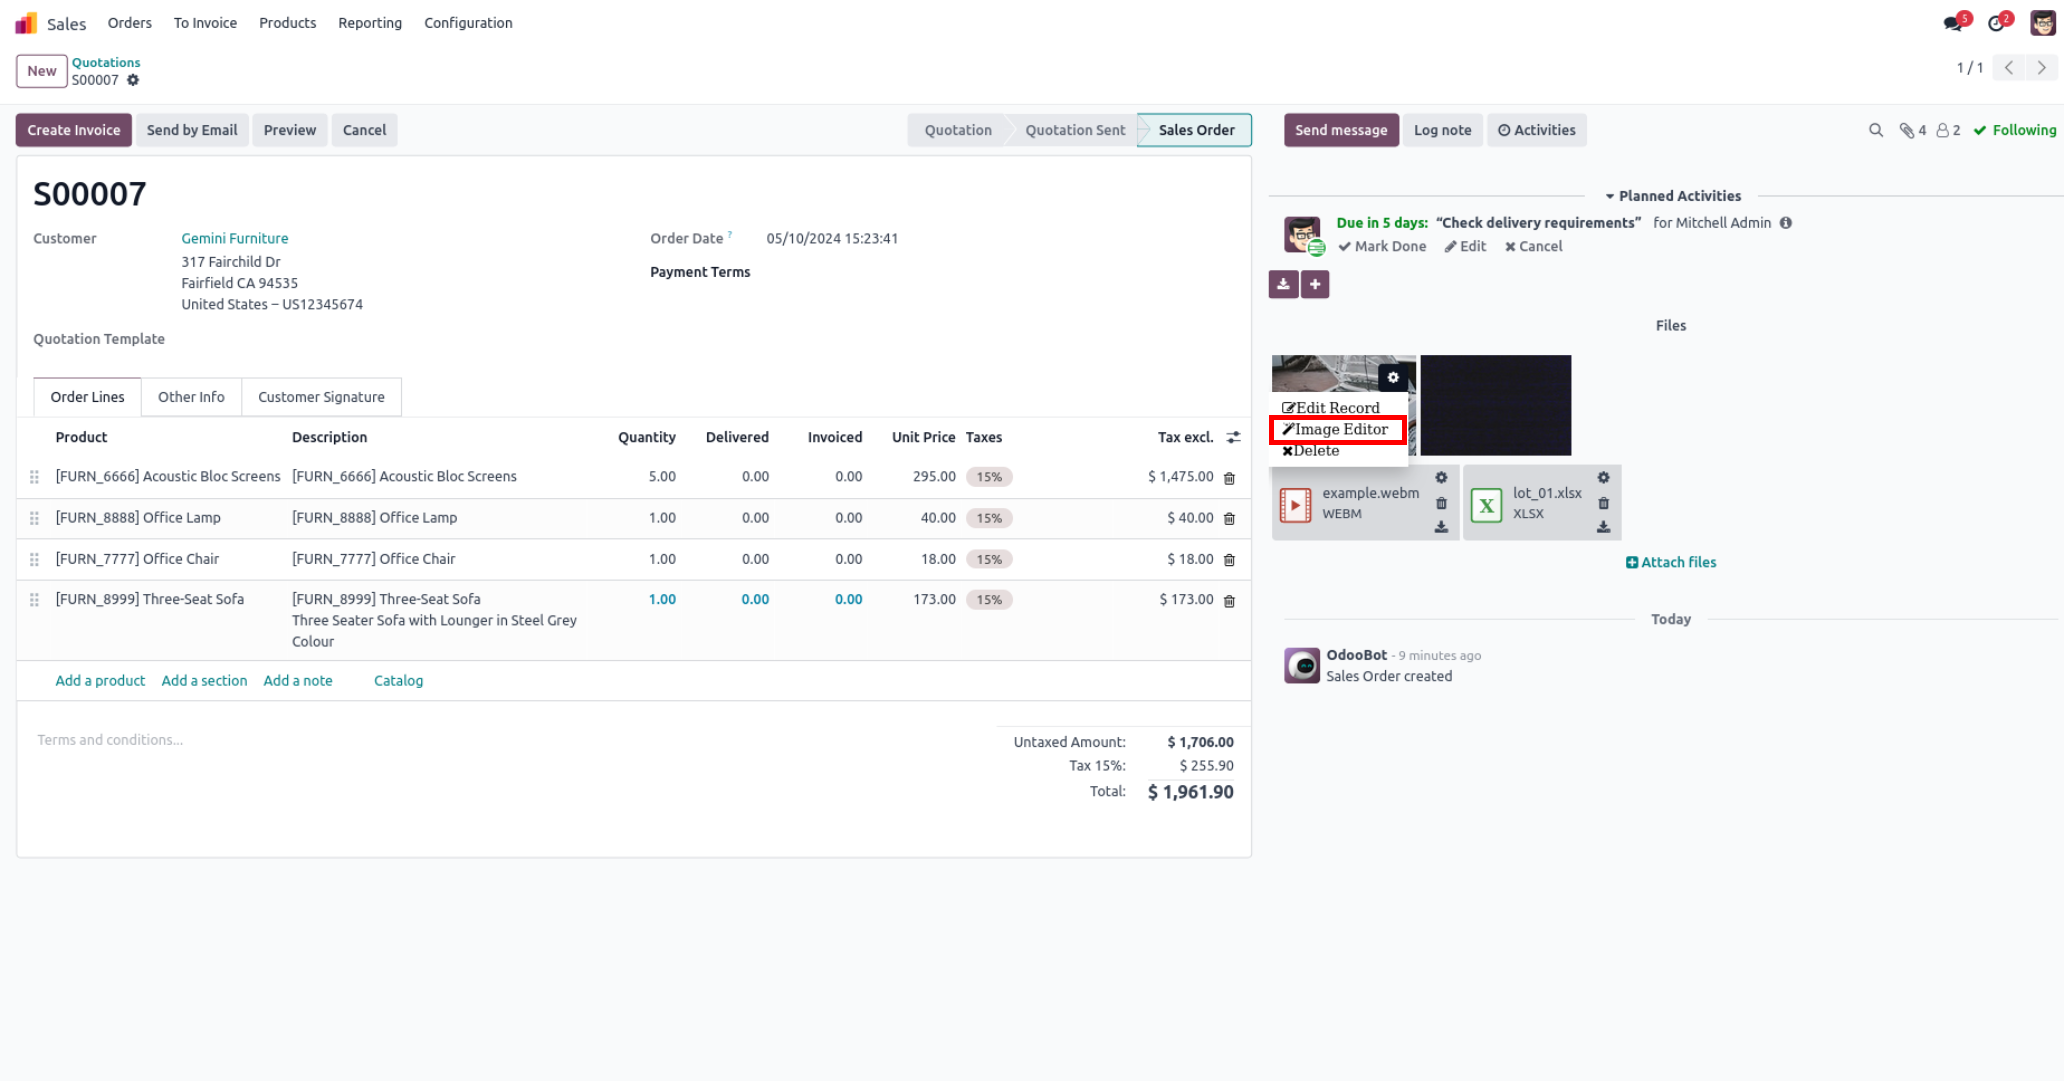 Sales Orders To Invoice Products Reporting Configuration 5 2
New Quotations
S00007
1 / 1
Create Invoice Send by Email Preview Cancel Quotation Quotation Sent Sales Order
S00007
Customer Gemini Furniture
317 Fairchild Dr
Fairfield CA 94535
United States – US12345674
Order Date ? 05/10/2024 15:23:41
Payment Terms
Quotation Template
Order Lines Other Info Customer Signature
Product Description Quantity Delivered Invoiced Unit Price Taxes Tax excl.
[FURN_6666] Acoustic Bloc Screens [FURN_6666] Acoustic Bloc Screens 5.00 0.00 0.00 295.00 15% $ 1,475.00
[FURN_8888] Office Lamp [FURN_8888] Office Lamp 1.00 0.00 0.00 40.00 15% $ 40.00
[FURN_7777] Office Chair [FURN_7777] Office Chair 1.00 0.00 0.00 18.00 15% $ 18.00
[FURN_8999] Three-Seat Sofa [FURN_8999] Three-Seat Sofa 1.00 0.00 0.00 173.00 15% $ 173.00
Three Seater Sofa with Lounger in Steel Grey
Colour
Add a product Add a section Add a note Catalog
Terms and conditions...
Untaxed Amount: $ 1,706.00
Tax 15%: $ 255.90
Total: $ 1,961.90
Send message Log note Activities 4 2 Following
Planned Activities
Due in 5 days: “Check delivery requirements” for Mitchell Admin
Mark Done Edit Cancel
Files
Edit Record
Image Editor
Delete
example.webm
WEBM
lot_01.xlsx
XLSX
Attach files
Today
OdooBot - 9 minutes ago
Sales Order created